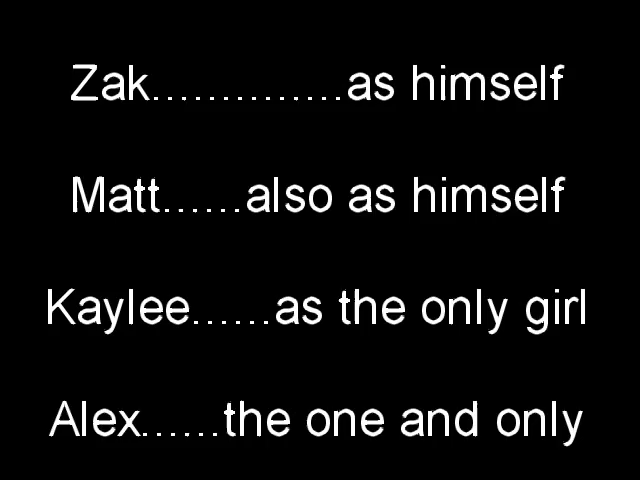 Zak..............as himself
Matt......also as himself
Kaylee......as the only girl
Alex......the one and only